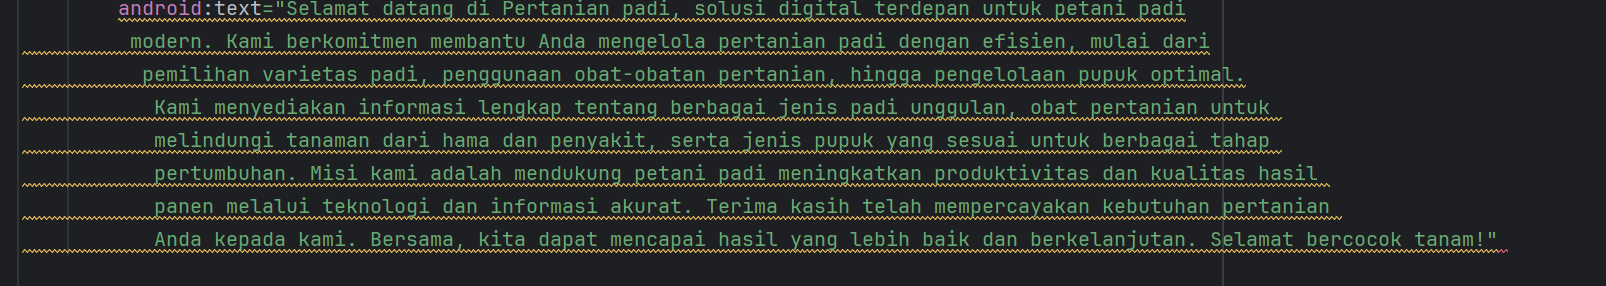 android:text="Selamat datang di Pertanian padi, solusi digital terdepan untuk petani padi
modern. Kami berkomitmen membantu Anda mengelola pertanian padi dengan efisien, mulai dari
pemilihan varietas padi, penggunaan obat-obatan pertanian, hingga pengelolaan pupuk optimal.
Kami menyediakan informasi lengkap tentang berbagai jenis padi unggulan, obat pertanian untuk
melindungi tanaman dari hama dan penyakit, serta jenis pupuk yang sesuai untuk berbagai tahap
pertumbuhan. Misi kami adalah mendukung petani padi meningkatkan produktivitas dan kualitas hasil
panen melalui teknologi dan informasi akurat. Terima kasih telah mempercayakan kebutuhan pertanian
Anda kepada kami. Bersama, kita dapat mencapai hasil yang lebih baik dan berkelanjutan. Selamat bercocok tanam!"